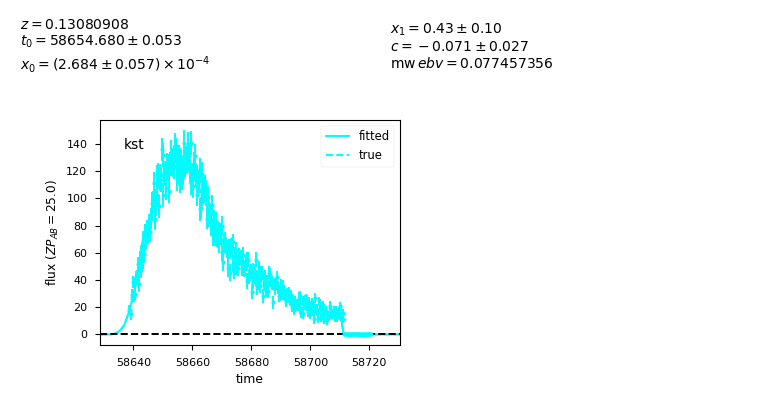 z = 0.13080908
t₀ = 58654.680 ± 0.053
x₀ = (2.684 ± 0.057) × 10⁻⁴
x₁ = 0.43 ± 0.10
c = −0.071 ± 0.027
mw ebv = 0.077457356
kst
fitted
true
flux (ZP_AB = 25.0)
140
120
100
80
60
40
20
0
58640 58660 58680 58700 58720
time